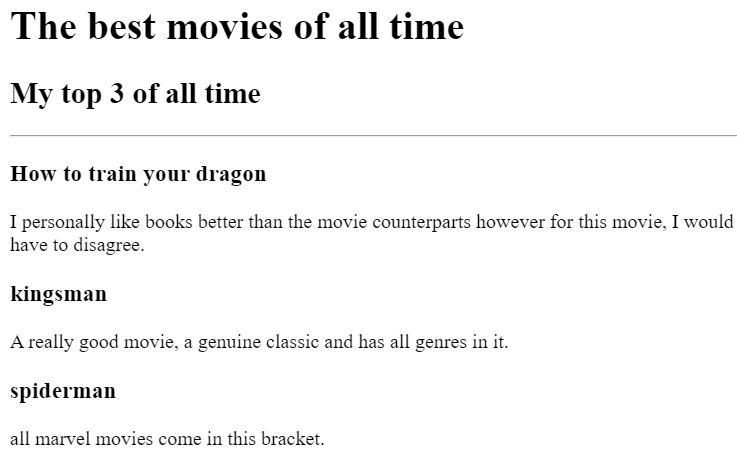 The best movies of all time
My top 3 of all time
How to train your dragon
I personally like books better than the movie counterparts however for this movie, I would
have to disagree.
kingsman
A really good movie, a genuine classic and has all genres in it.
spiderman
all marvel movies come in this bracket.